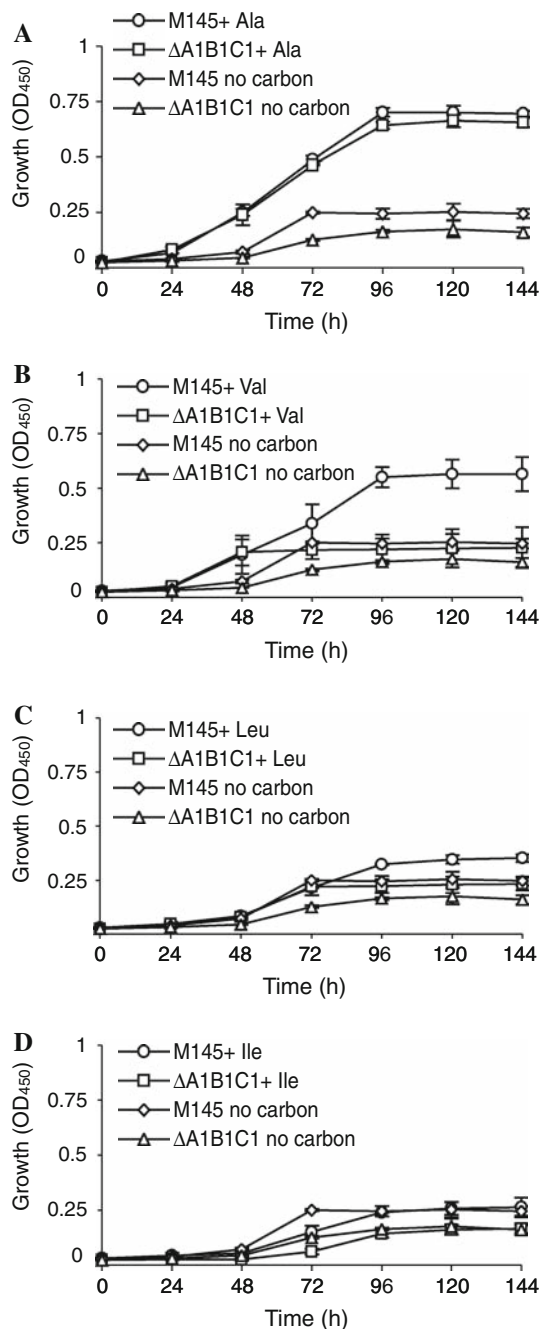 A
M145+ Ala
ΔA1B1C1+ Ala
M145 no carbon
ΔA1B1C1 no carbon
Growth (OD450)
1
0.75
0.5
0.25
0
0 24 48 72 96 120 144
Time (h)
B
M145+ Val
ΔA1B1C1+ Val
M145 no carbon
ΔA1B1C1 no carbon
Growth (OD450)
1
0.75
0.5
0.25
0
0 24 48 72 96 120 144
Time (h)
C
M145+ Leu
ΔA1B1C1+ Leu
M145 no carbon
ΔA1B1C1 no carbon
Growth (OD450)
1
0.75
0.5
0.25
0
0 24 48 72 96 120 144
Time (h)
D
M145+ Ile
ΔA1B1C1+ Ile
M145 no carbon
ΔA1B1C1 no carbon
Growth (OD450)
1
0.75
0.5
0.25
0
0 24 48 72 96 120 144
Time (h)